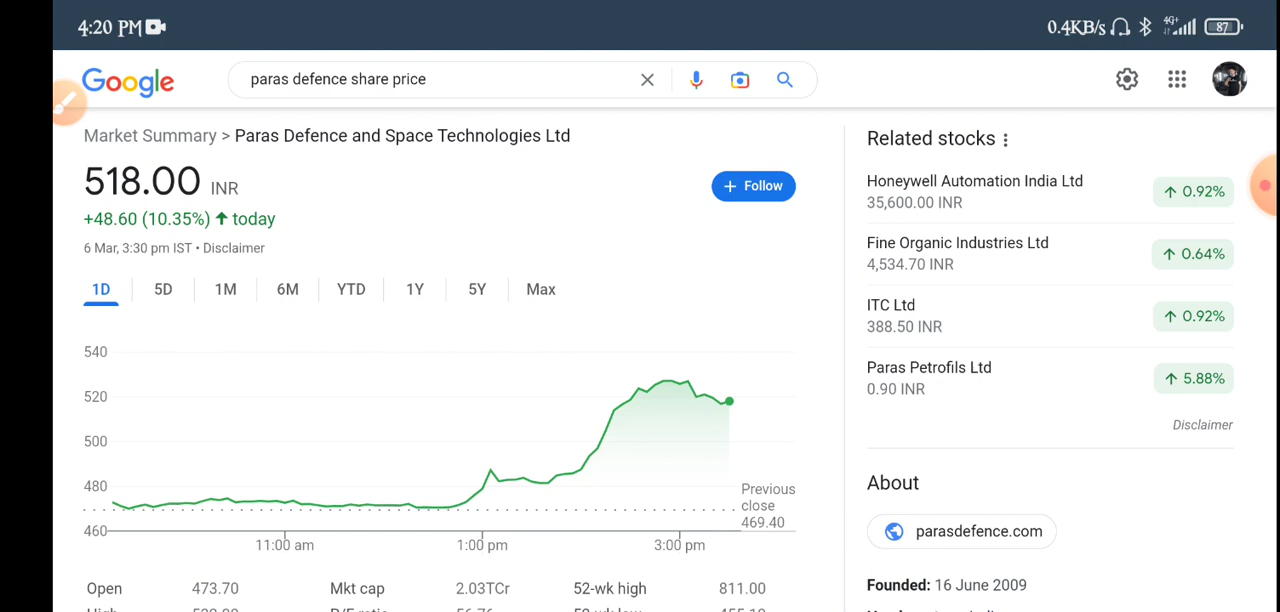 4:20 PM
0.4KB/s
4G+
87
Google
paras defence share price
Market Summary > Paras Defence and Space Technologies Ltd
518.00 INR
+ Follow
+48.60 (10.35%) ↑ today
6 Mar, 3:30 pm IST • Disclaimer
1D 5D 1M 6M YTD 1Y 5Y Max
540
520
500
480
460
Previous
close
469.40
11:00 am 1:00 pm 3:00 pm
Open 473.70 Mkt cap 2.03TCr 52-wk high 811.00
Related stocks
Honeywell Automation India Ltd
35,600.00 INR
↑ 0.92%
Fine Organic Industries Ltd
4,534.70 INR
↑ 0.64%
ITC Ltd
388.50 INR
↑ 0.92%
Paras Petrofils Ltd
0.90 INR
↑ 5.88%
Disclaimer
About
parasdefence.com
Founded: 16 June 2009